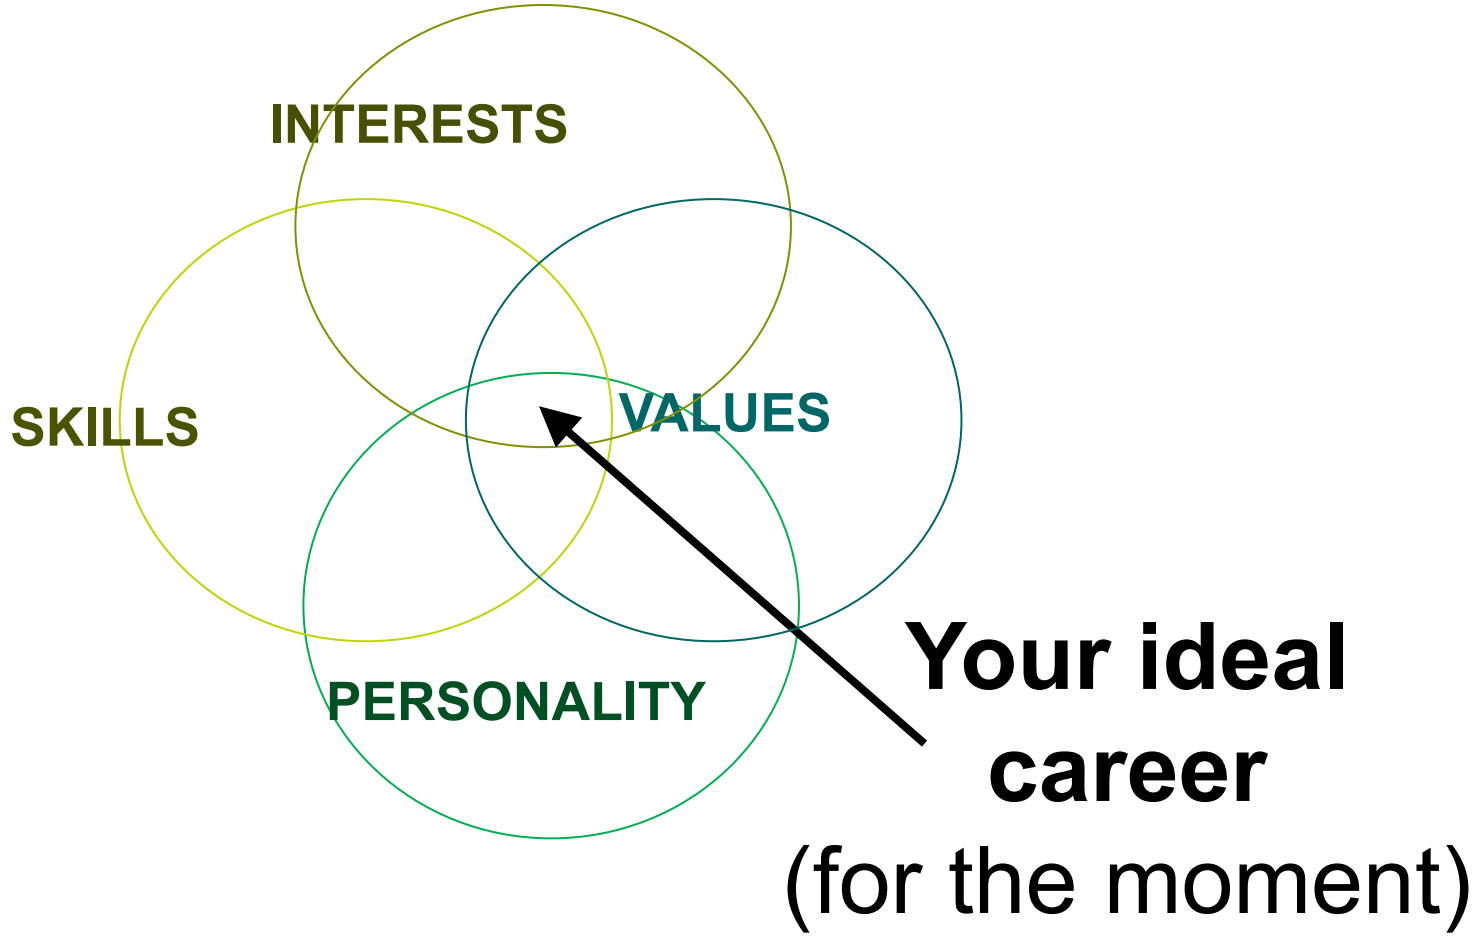 INTERESTS
SKILLS
VALUES
PERSONALITY
Your ideal
career
(for the moment)